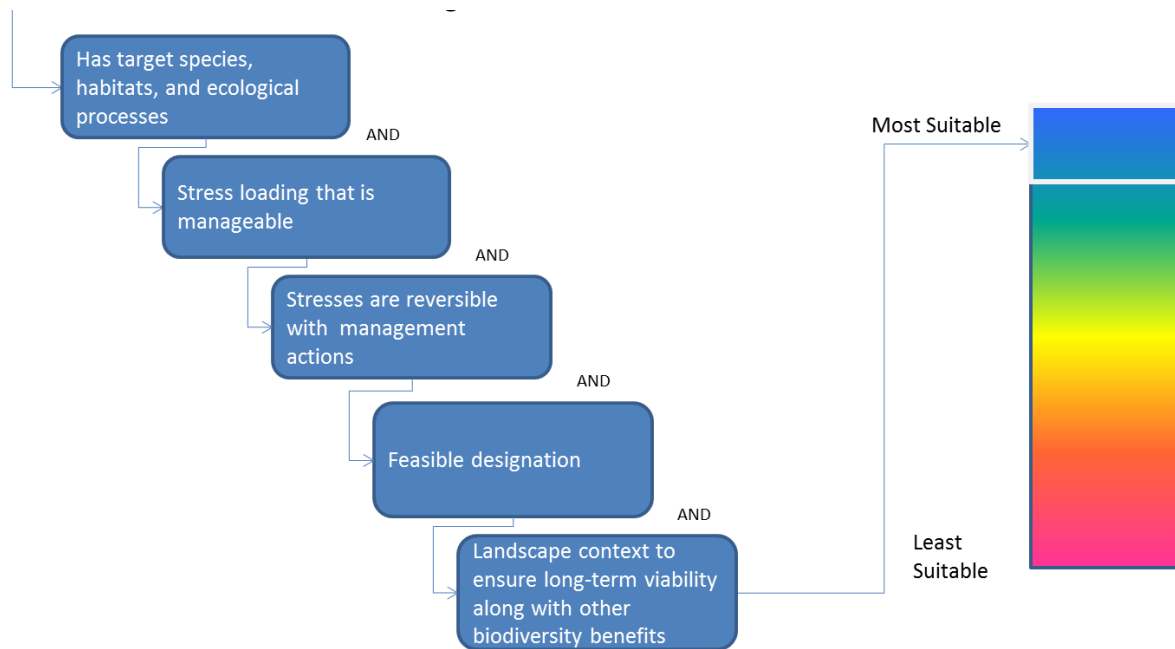 Has target species,
habitats, and ecological
processes
AND
Stress loading that is
manageable
AND
Stresses are reversible
with management
actions
AND
Feasible designation
AND
Landscape context to
ensure long-term viability
along with other
biodiversity benefits
Most Suitable
Least
Suitable